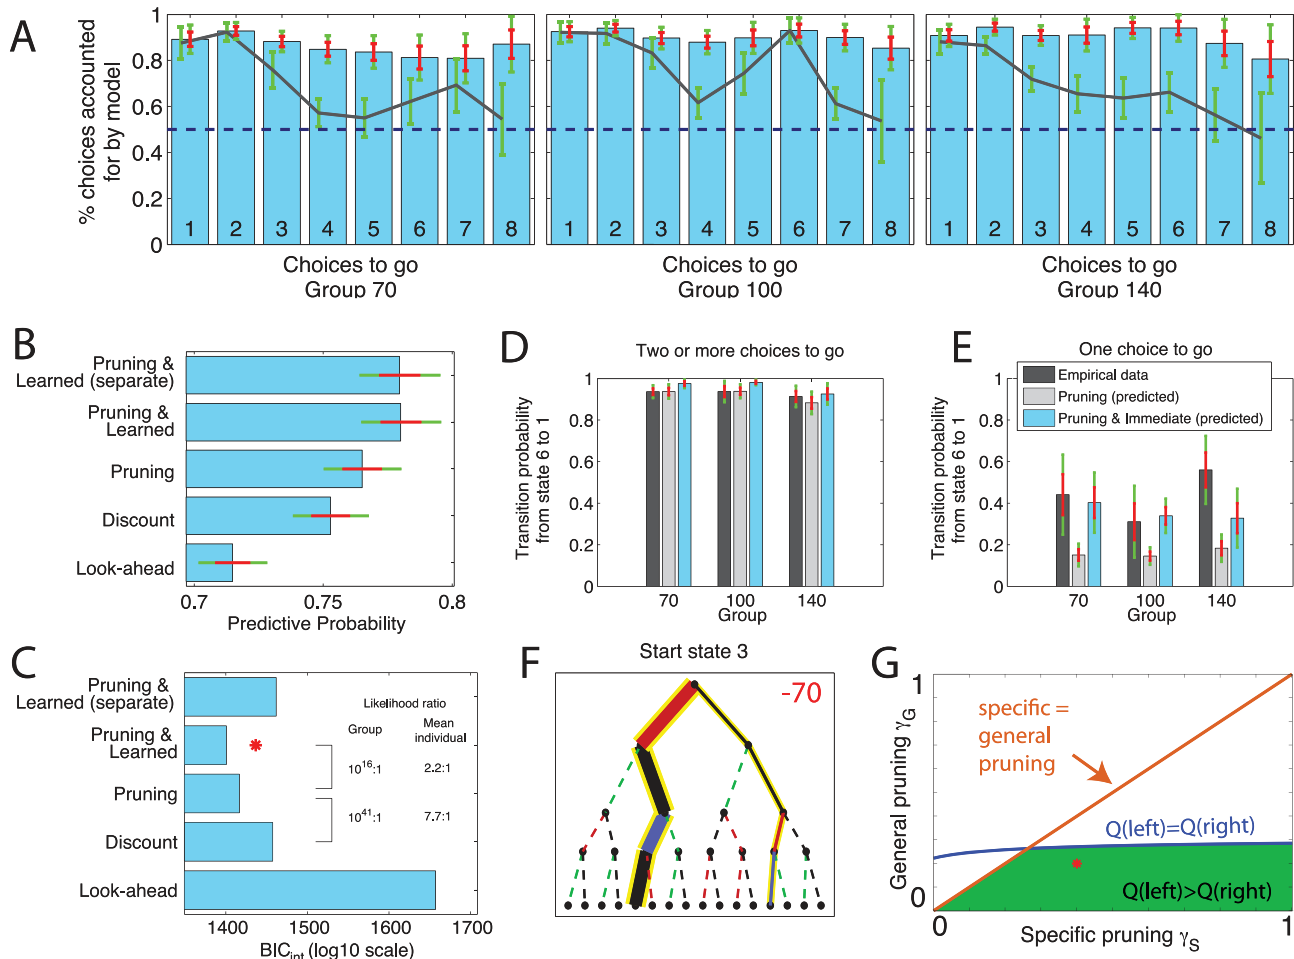 A
% choices accounted
for by model
1
0.8
0.6
0.4
0.2
0
1 2 3 4 5 6 7 8
1 2 3 4 5 6 7 8
1 2 3 4 5 6 7 8
Choices to go
Group 70
Choices to go
Group 100
Choices to go
Group 140
B
Pruning &
Learned (separate)
Pruning &
Learned
Pruning
Discount
Look-ahead
0.7 0.75 0.8
Predictive Probability
D
Two or more choices to go
Transition probability
from state 6 to 1
1
0.8
0.6
0.4
0.2
0
70 100 140
Group
E
One choice to go
Empirical data
Pruning (predicted)
Pruning & Immediate (predicted)
Transition probability
from state 6 to 1
1
0.8
0.6
0.4
0.2
0
70 100 140
Group
C
Pruning &
Learned (separate)
Pruning &
Learned
Pruning
Discount
Look-ahead
Likelihood ratio
Group
Mean
individual
10^16:1 2.2:1
10^41:1 7.7:1
1400 1500 1600 1700
BIC_int (log10 scale)
F
Start state 3
-70
G
General pruning γ_G
1
0
specific =
general
pruning
Q(left)=Q(right)
Q(left)>Q(right)
0 1
Specific pruning γ_S